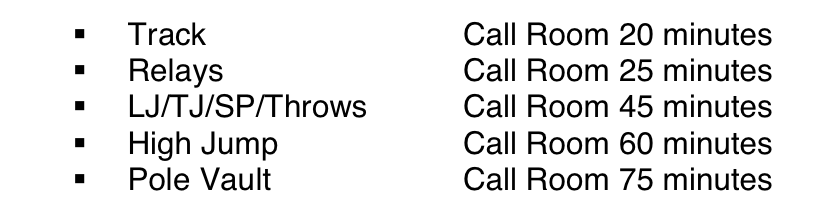 ▪ Track Call Room 20 minutes
▪ Relays Call Room 25 minutes
▪ LJ/TJ/SP/Throws Call Room 45 minutes
▪ High Jump Call Room 60 minutes
▪ Pole Vault Call Room 75 minutes